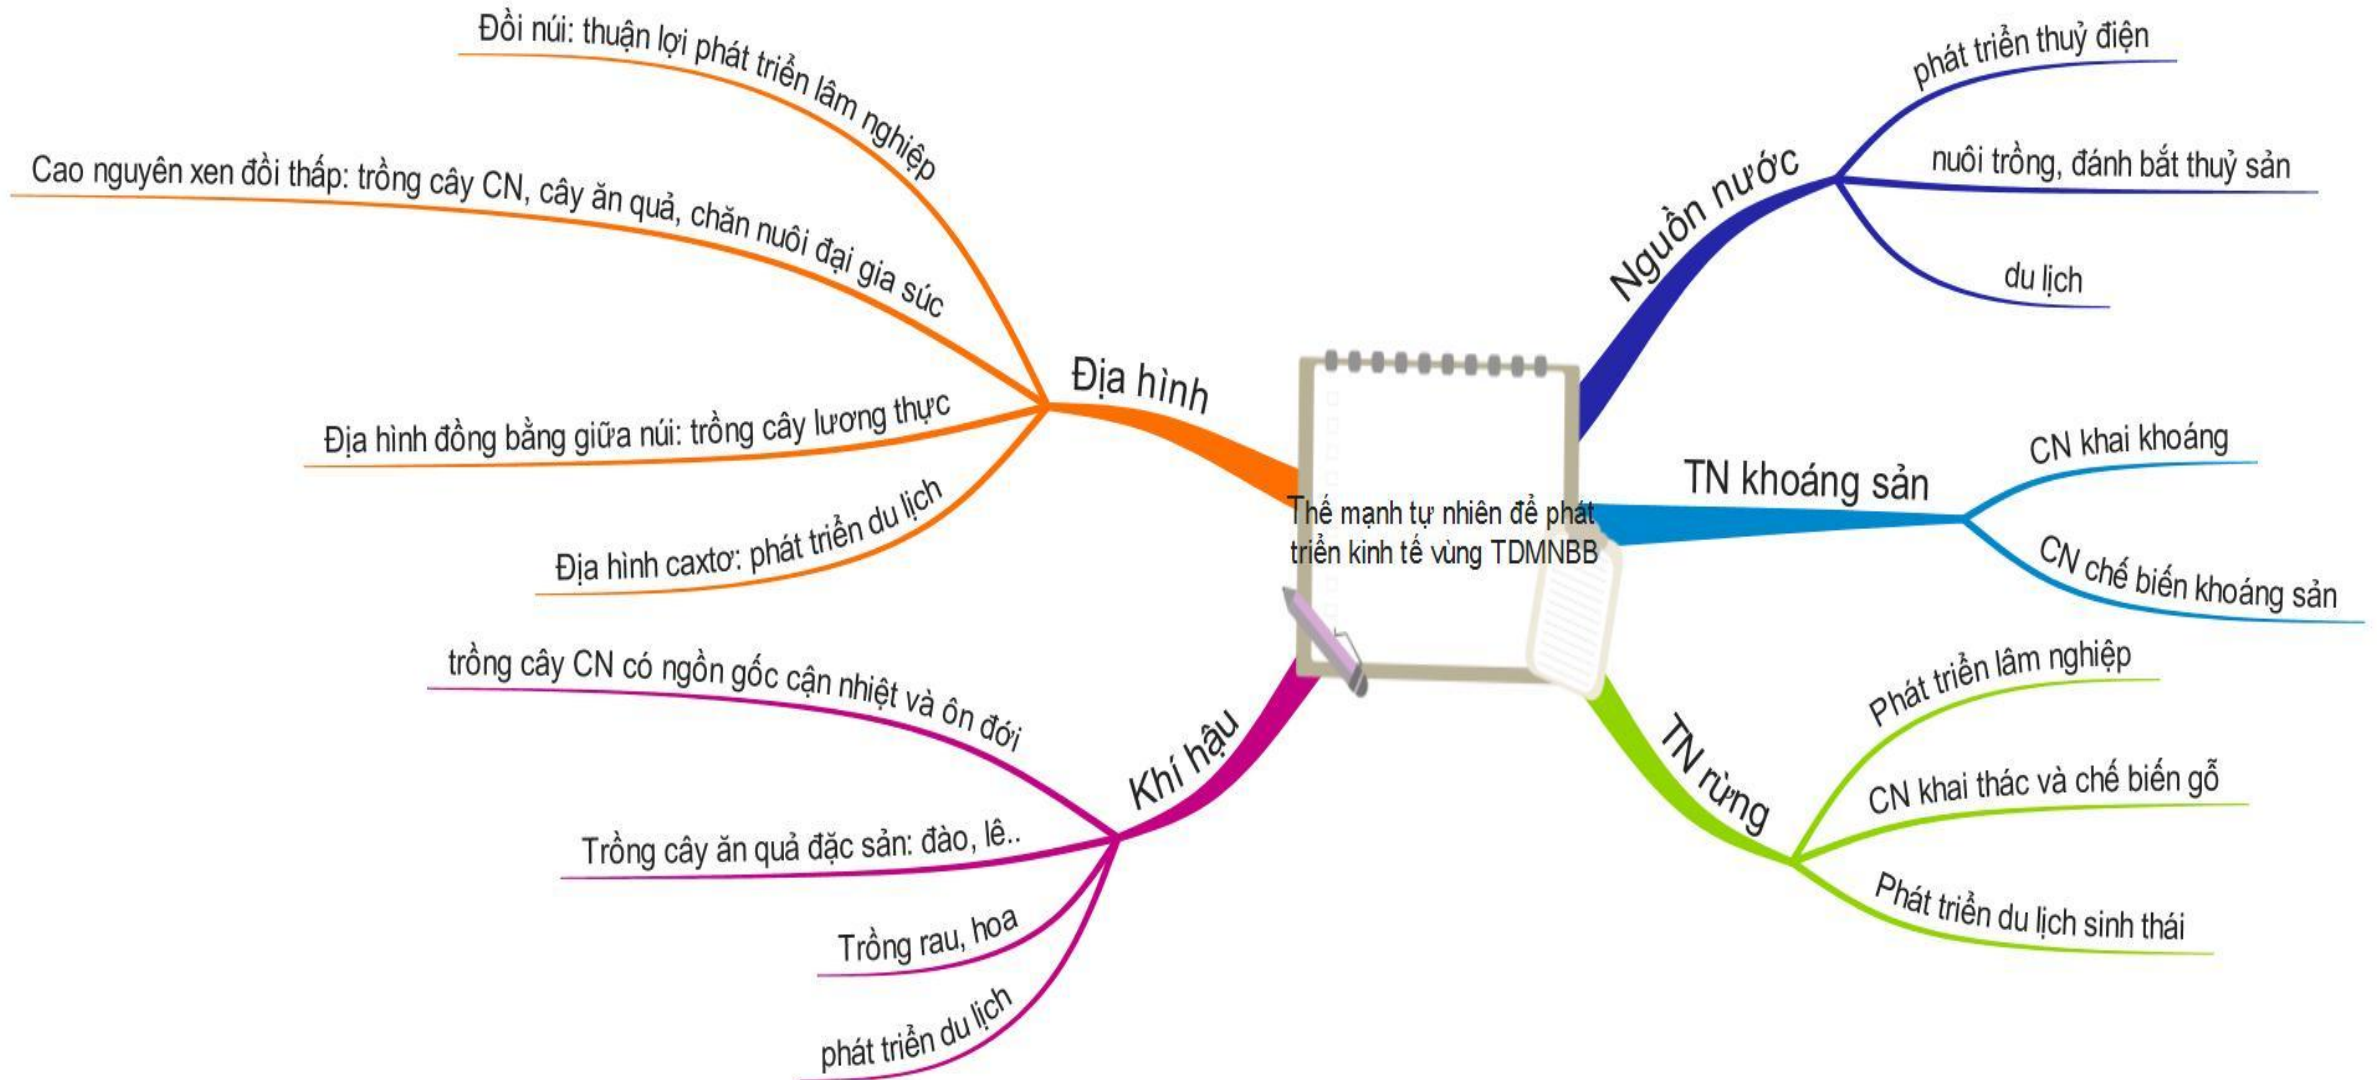 Thế mạnh tự nhiên để phát
triển kinh tế vùng TDMNBB
Địa hình
Đồi núi: thuận lợi phát triển lâm nghiệp
Cao nguyên xen đồi thấp: trồng cây CN, cây ăn quả, chăn nuôi đại gia súc
Địa hình đồng bằng giữa núi: trồng cây lương thực
Địa hình caxtơ: phát triển du lịch
Khí hậu
trồng cây CN có ngồn gốc cận nhiệt và ôn đới
Trồng cây ăn quả đặc sản: đào, lê..
Trồng rau, hoa
phát triển du lịch
Nguồn nước
phát triển thuỷ điện
nuôi trồng, đánh bắt thuỷ sản
du lịch
TN khoáng sản
CN khai khoáng
CN chế biến khoáng sản
TN rừng
Phát triển lâm nghiệp
CN khai thác và chế biến gỗ
Phát triển du lịch sinh thái